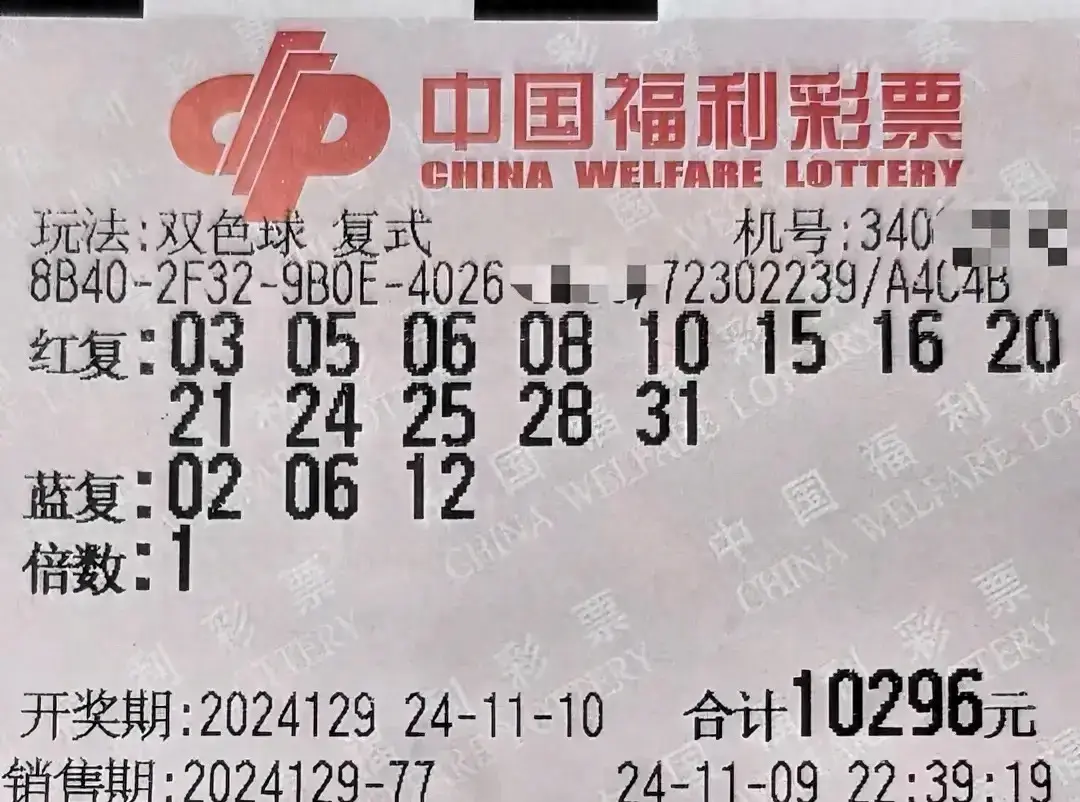 中国福利彩票
CHINA WELFARE LOTTERY
玩法:双色球 复式 机号:340
8B40-2F32-9B0E-4026 72302239/A4C4B
红复:03 05 06 08 10 15 16 20
21 24 25 28 31
蓝复:02 06 12
倍数:1
开奖期:2024129 24-11-10 合计10296元
销售期:2024129-77 24-11-09 22:39:19